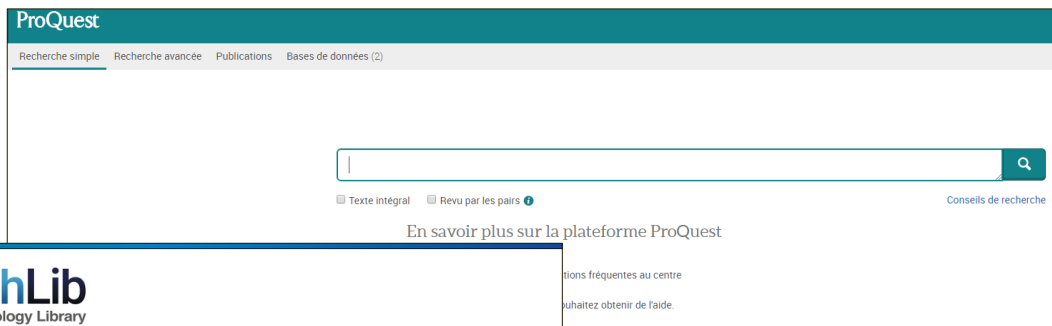 ProQuest
Recherche simple Recherche avancée Publications Bases de données (2)
Texte intégral Revu par les pairs
Conseils de recherche
En savoir plus sur la plateforme ProQuest
tions fréquentes au centre
ouhaitez obtenir de l'aide.
hLib
ology Library